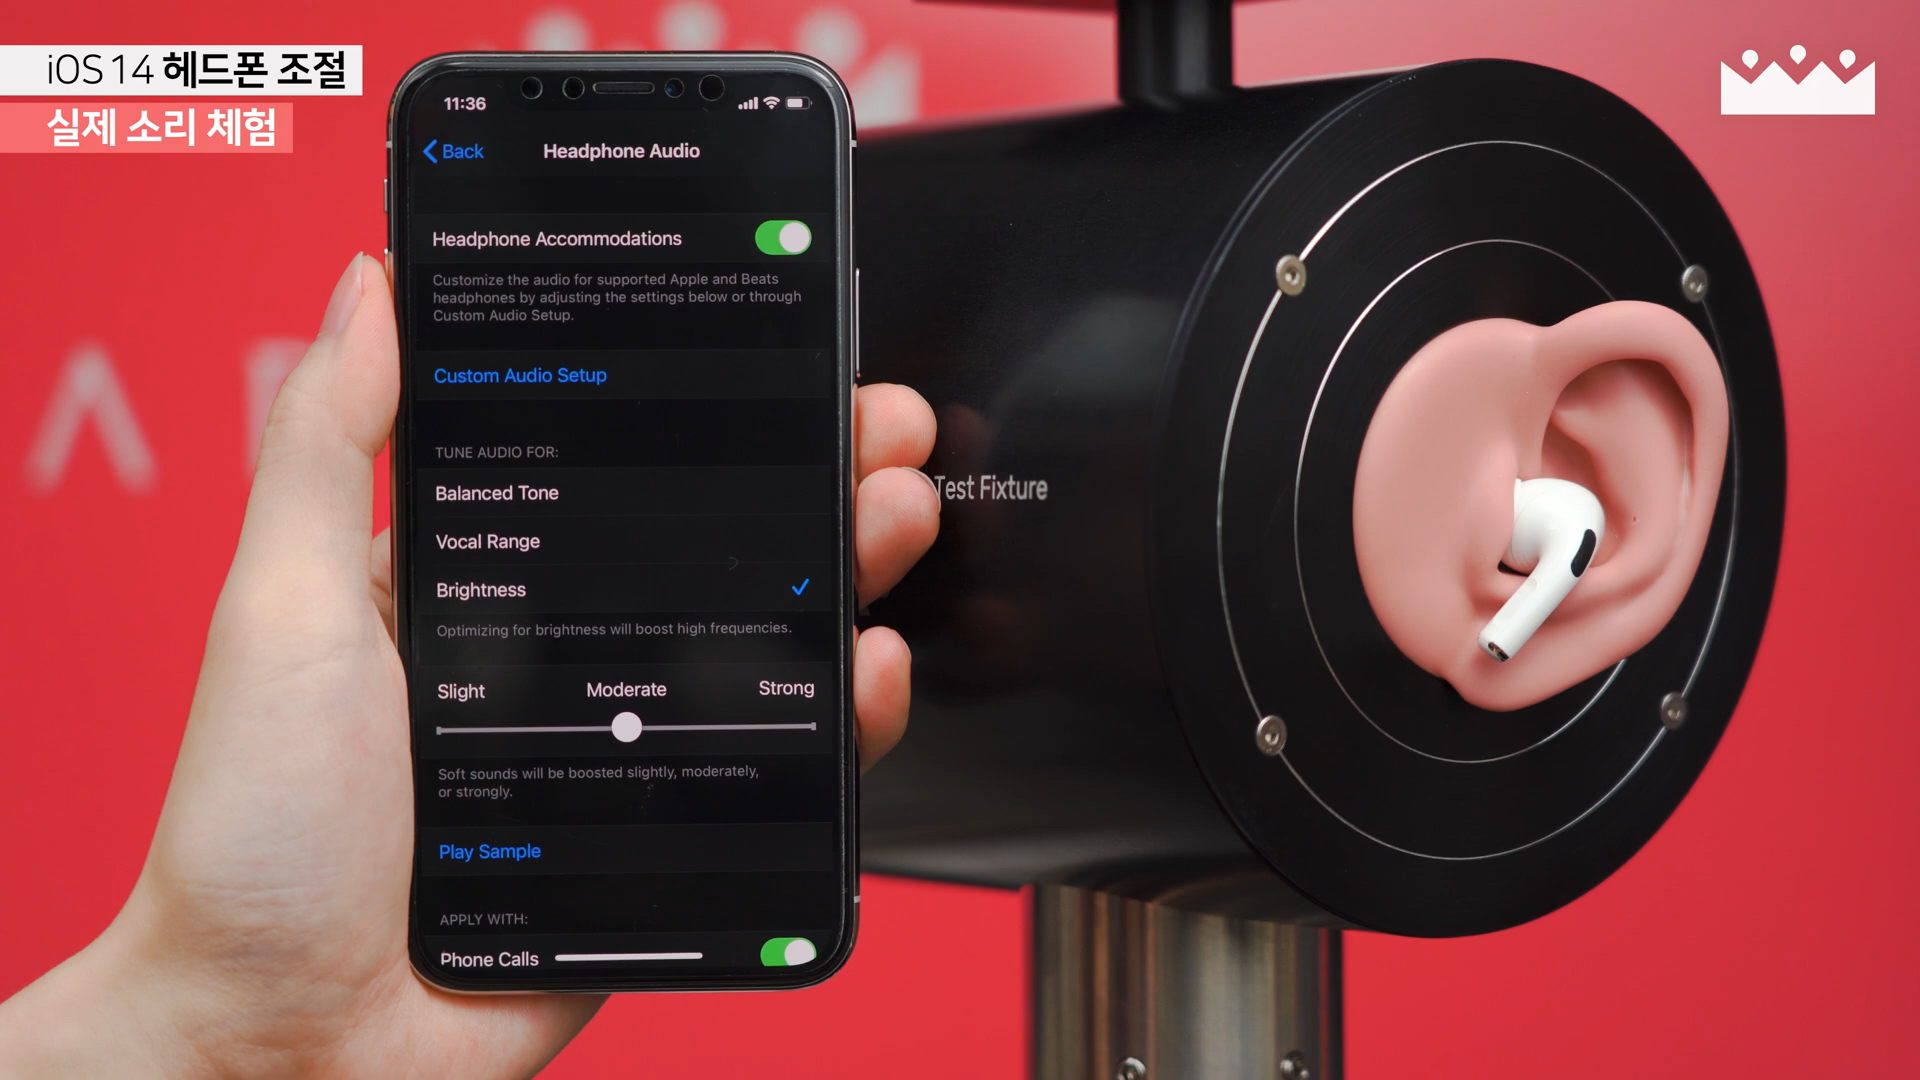 iOS 14 헤드폰 조절
실제 소리 체험
11:36
Back
Headphone Audio
Headphone Accommodations
Customize the audio for supported Apple and Beats
headphones by adjusting the settings below or through
Custom Audio Setup.
Custom Audio Setup
TUNE AUDIO FOR:
Balanced Tone
Vocal Range
Brightness
Optimizing for brightness will boost high frequencies.
Slight
Moderate
Strong
Soft sounds will be boosted slightly, moderately,
or strongly.
Play Sample
APPLY WITH:
Phone Calls
Test Fixture